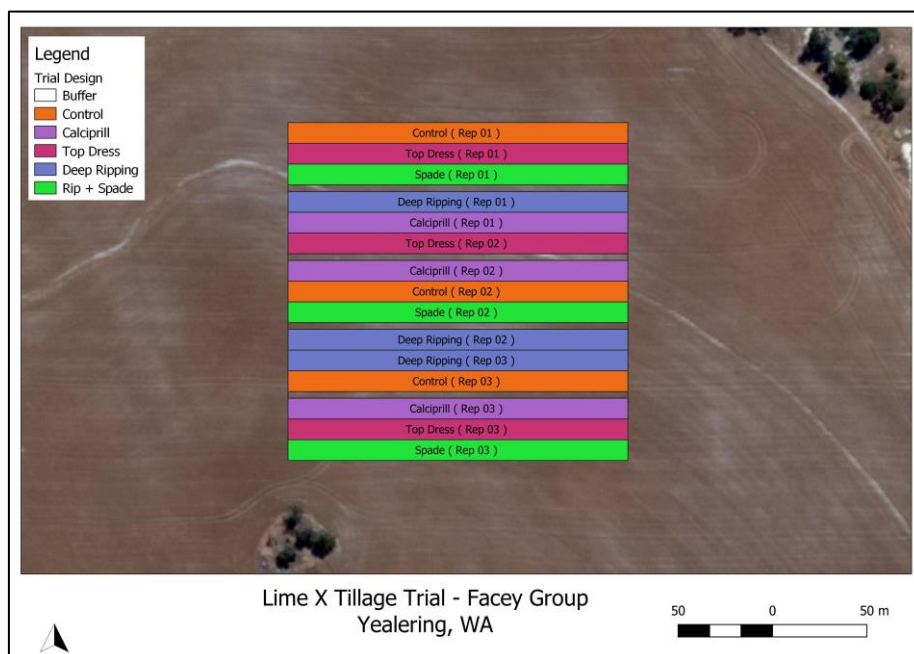 Legend
Trial Design
Buffer
Control
Calciprill
Top Dress
Deep Ripping
Rip + Spade
Control ( Rep 01 )
Top Dress ( Rep 01 )
Spade ( Rep 01 )
Deep Ripping ( Rep 01 )
Calciprill ( Rep 01 )
Top Dress ( Rep 02 )
Calciprill ( Rep 02 )
Control ( Rep 02 )
Spade ( Rep 02 )
Deep Ripping ( Rep 02 )
Deep Ripping ( Rep 03 )
Control ( Rep 03 )
Calciprill ( Rep 03 )
Top Dress ( Rep 03 )
Spade ( Rep 03 )
Lime X Tillage Trial - Facey Group
Yealering, WA
50 0 50 m